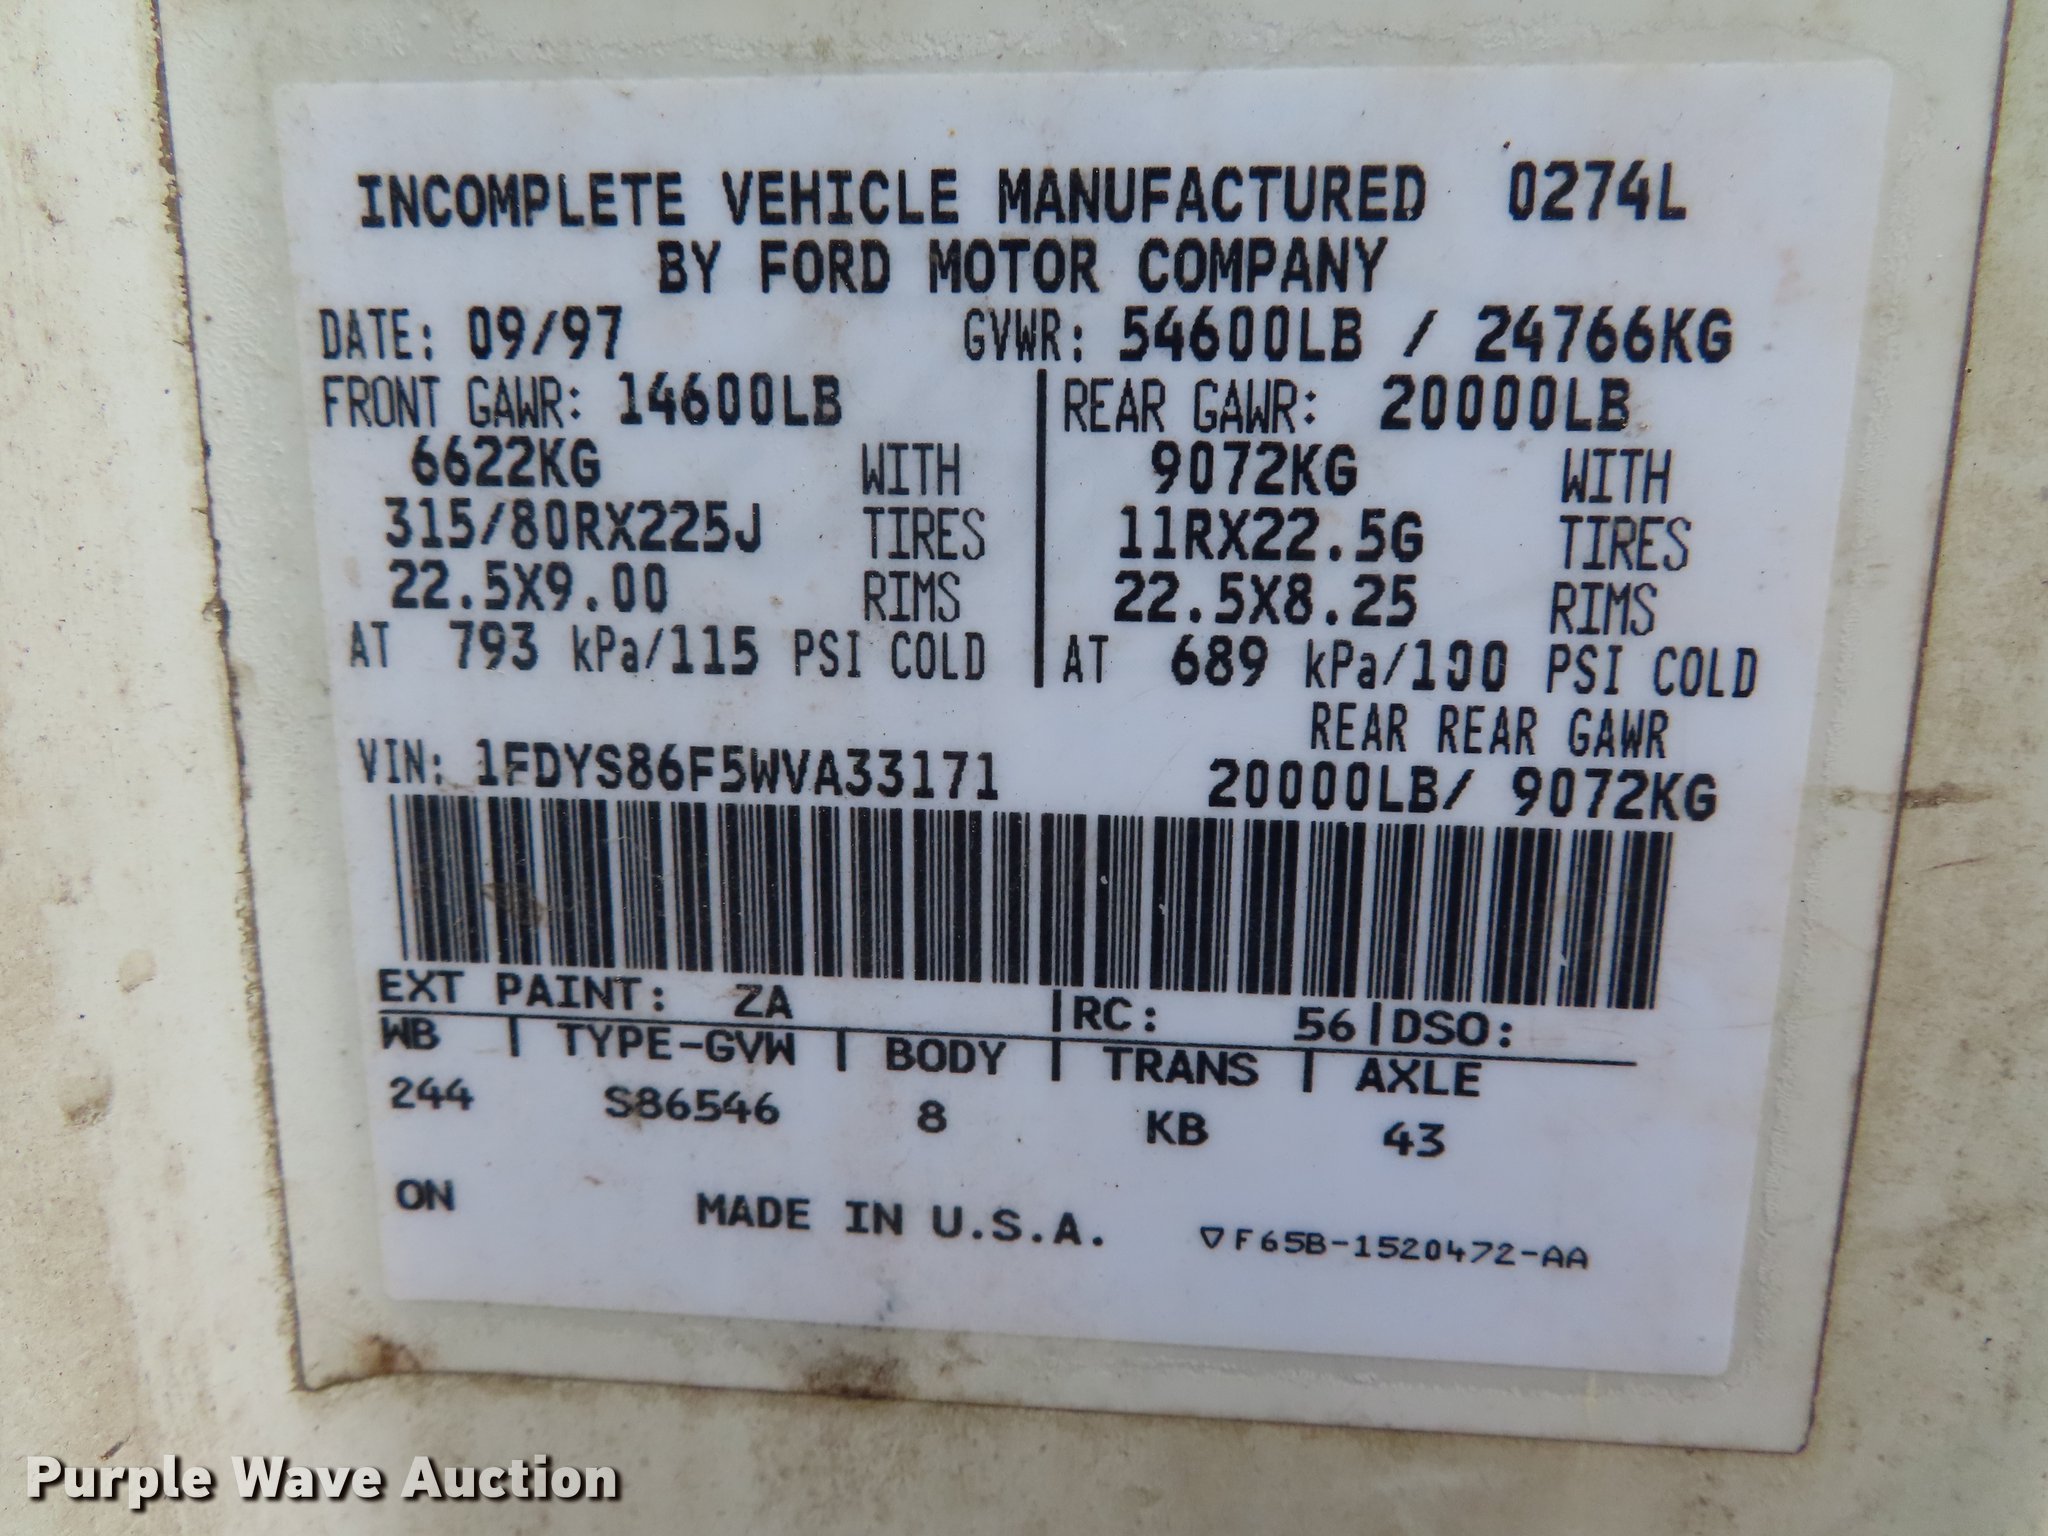 INCOMPLETE VEHICLE MANUFACTURED 0274L
BY FORD MOTOR COMPANY
DATE: 09/97 GVWR: 54600LB / 24766KG
FRONT GAWR: 14600LB REAR GAWR: 20000LB
6622KG WITH 9072KG WITH
315/80RX225J TIRES 11RX22.5G TIRES
22.5X9.00 RIMS 22.5X8.25 RIMS
AT 793 kPa/115 PSI COLD AT 689 kPa/100 PSI COLD
REAR REAR GAWR
VIN: 1FDYS86F5WVA33171 20000LB/ 9072KG
EXT PAINT: ZA |RC: 56|DSO:
WB | TYPE-GVW | BODY | TRANS | AXLE
244 S86546 8 KB 43
ON MADE IN U.S.A. ▽F65B-1520472-AA
Purple Wave Auction